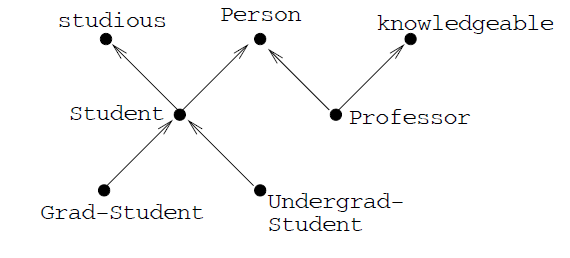 studious
Person
knowledgeable
Student
Professor
Grad-Student
Undergrad-
Student